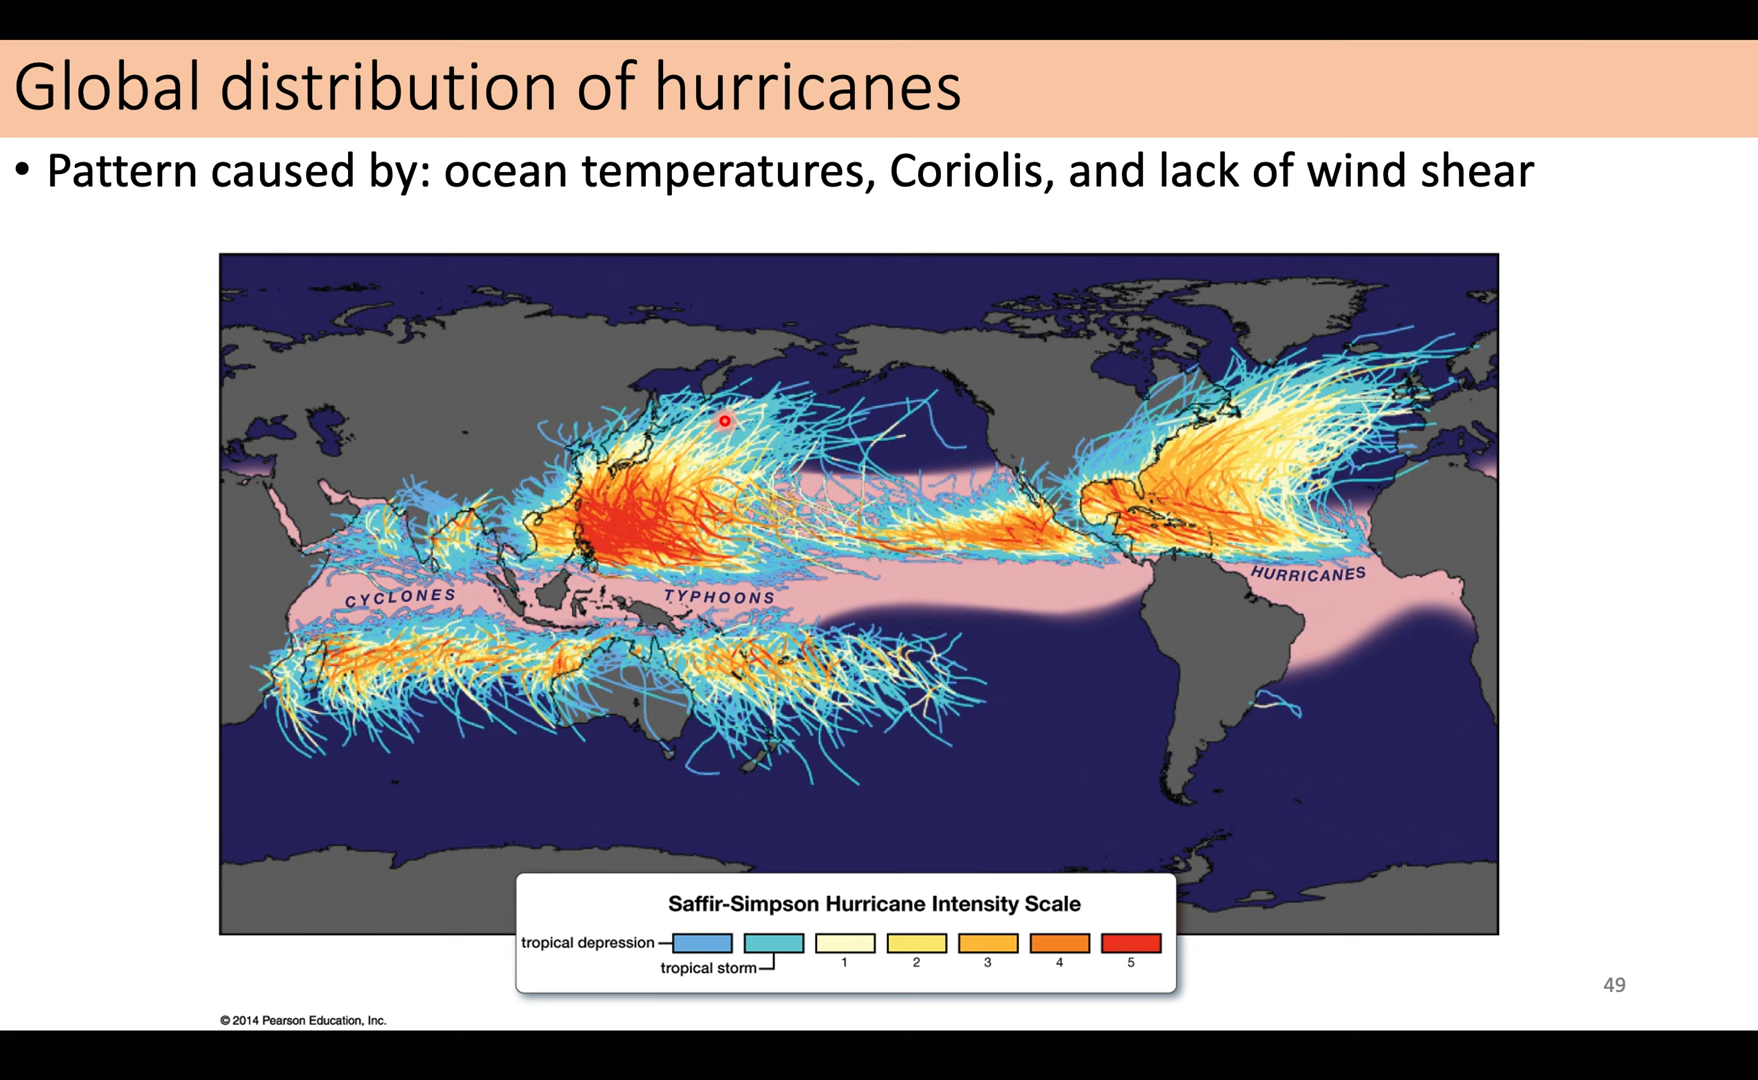 Global distribution of hurricanes
• Pattern caused by: ocean temperatures, Coriolis, and lack of wind shear
CYCLONES
TYPHOONS
HURRICANES
Saffir-Simpson Hurricane Intensity Scale
tropical depression
tropical storm
1 2 3 4 5
49
© 2014 Pearson Education, Inc.